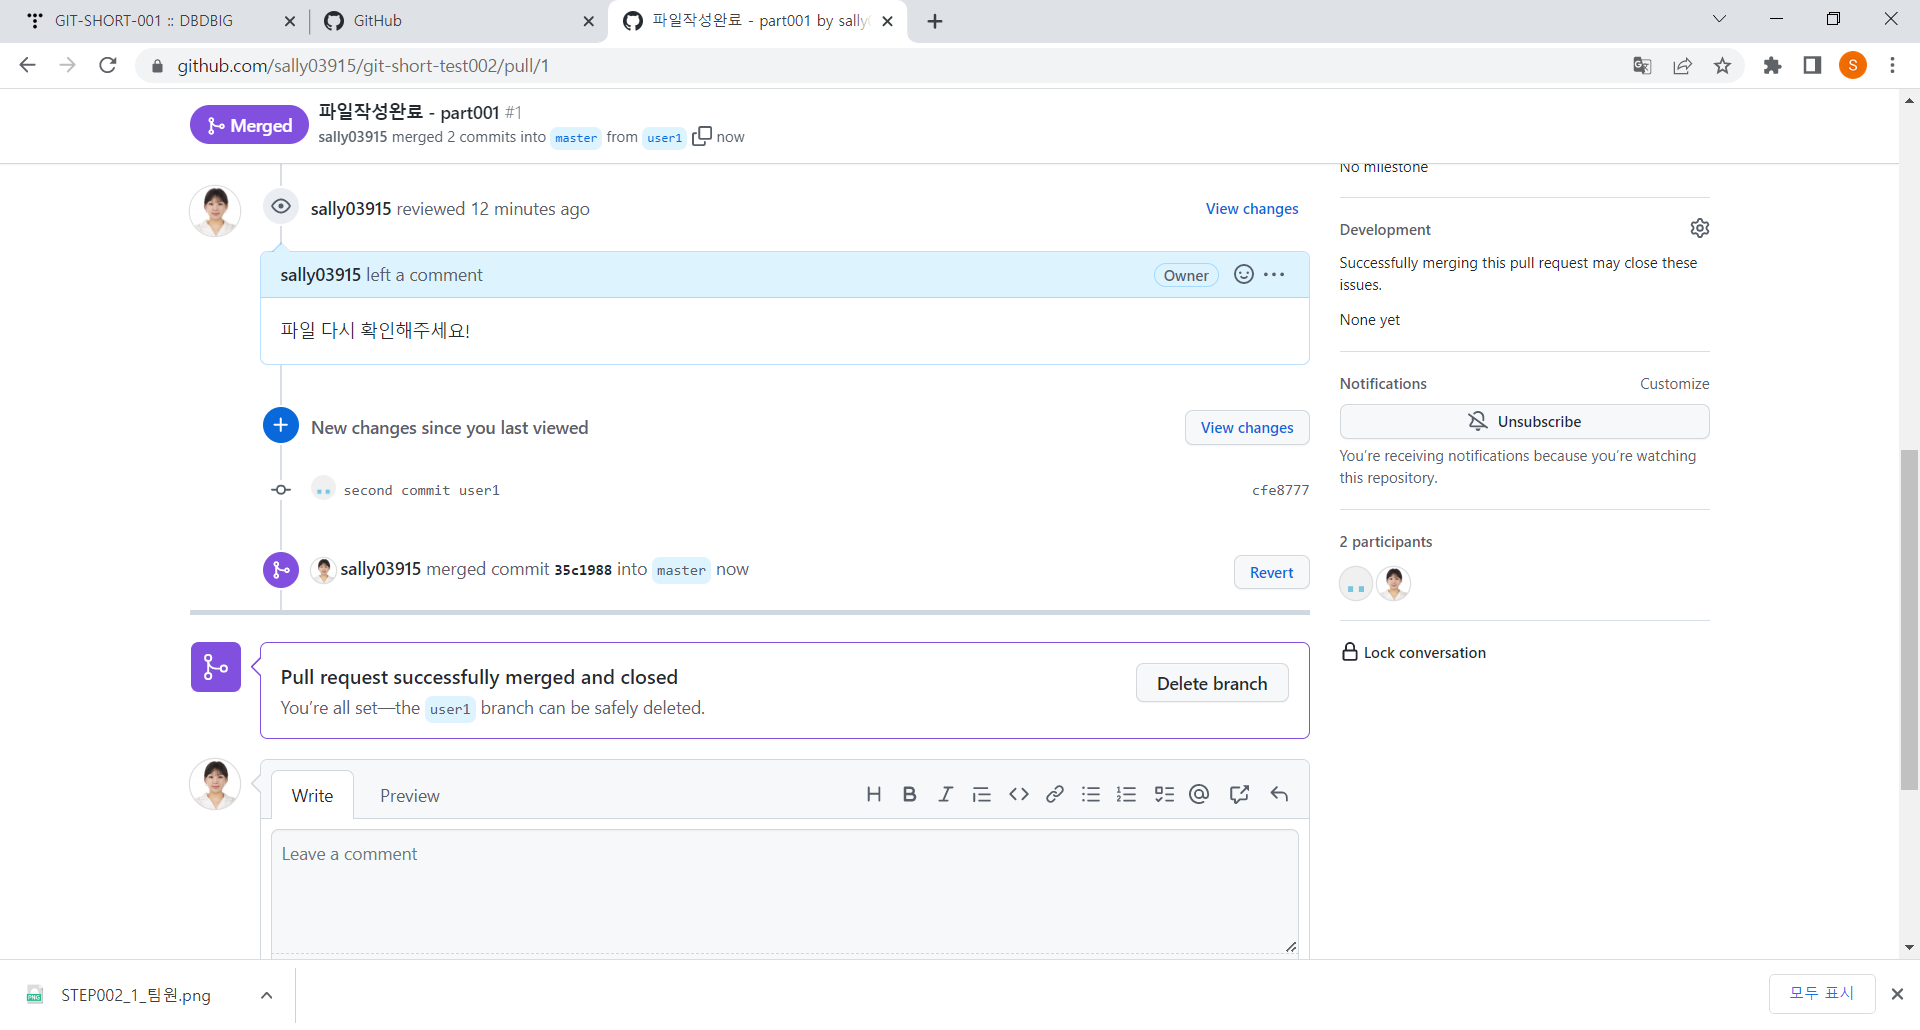 GIT-SHORT-001 :: DBDBIG
GitHub
파일작성완료 - part001 by sally
github.com/sally03915/git-short-test002/pull/1
S
Merged
파일작성완료 - part001 #1
sally03915 merged 2 commits into master from user1 now
No milestone
sally03915 reviewed 12 minutes ago
View changes
Development
Successfully merging this pull request may close these
issues.
None yet
sally03915 left a comment
Owner
파일 다시 확인해주세요!
Notifications
Customize
Unsubscribe
You're receiving notifications because you're watching
this repository.
New changes since you last viewed
View changes
second commit user1
cfe8777
2 participants
sally03915 merged commit 35c1988 into master now
Revert
Lock conversation
Pull request successfully merged and closed
You're all set—the user1 branch can be safely deleted.
Delete branch
Write
Preview
Leave a comment
STEP002_1_팀원.png
모두 표시